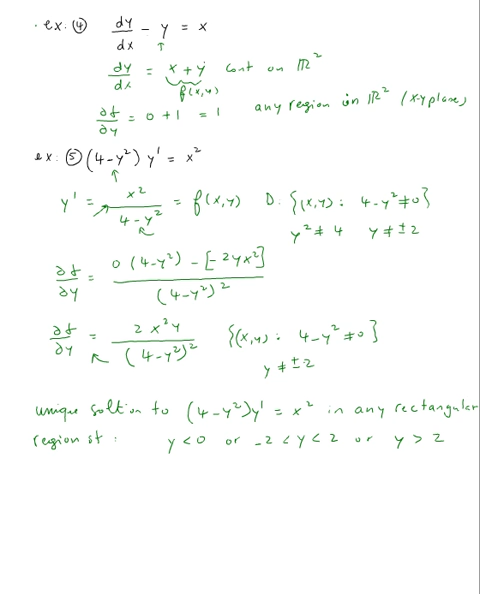 · ex: ④ dy/dx - y = x
↑
dy/dx = x + y cont on ℝ²
f(x,y)
∂f/∂y = 0 + 1 = 1 any region in ℝ² (x-y plane)
ex: ⑤ (4-y²) y' = x²
↑
y' = x²/(4-y²) = f(x,y) D: {(x,y): 4-y²≠0}
y² ≠ 4 y ≠ ±2
∂f/∂y = (0(4-y²) - [-2yx²])/(4-y²)²
∂f/∂y = 2x²y/(4-y²)² {(x,y): 4-y²≠0}
y ≠ ±2
unique soltion to (4-y²)y' = x² in any rectangular
region st: y<0 or -2<y<2 or y>2